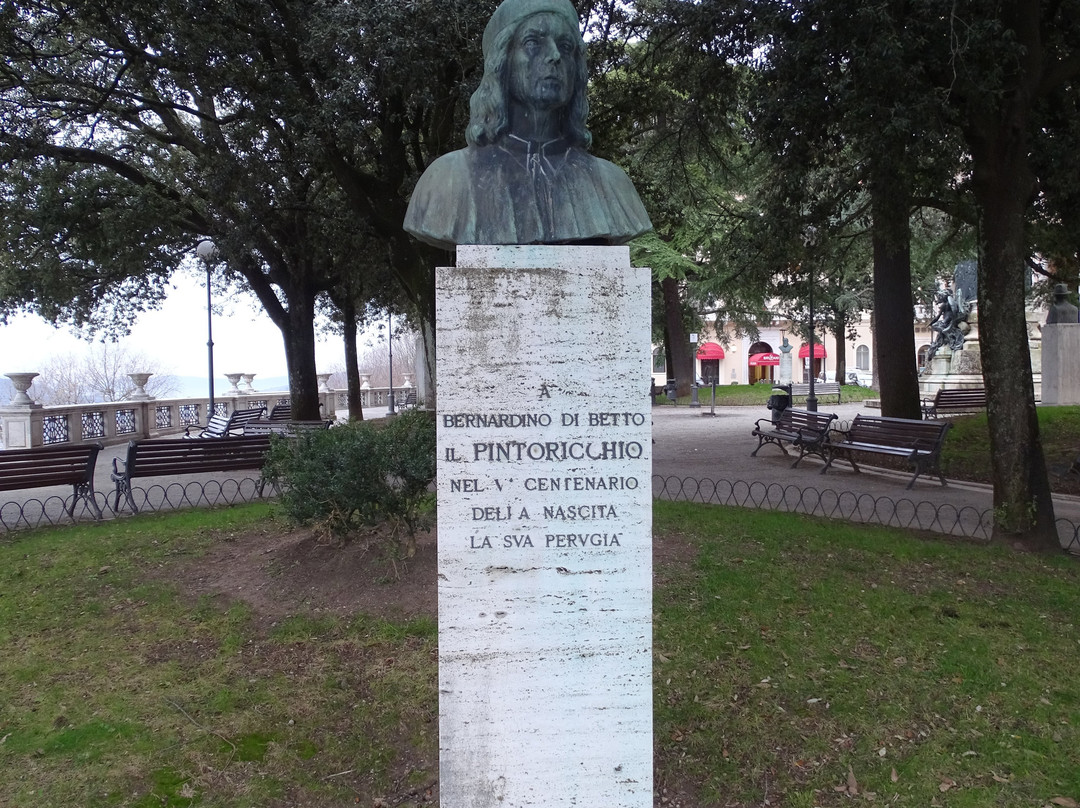 A
BERNARDINO DI BETTO
IL PINTORICCHIO
NEL V° CENTENARIO
DELLA NASCITA
LA SVA PERVGIA